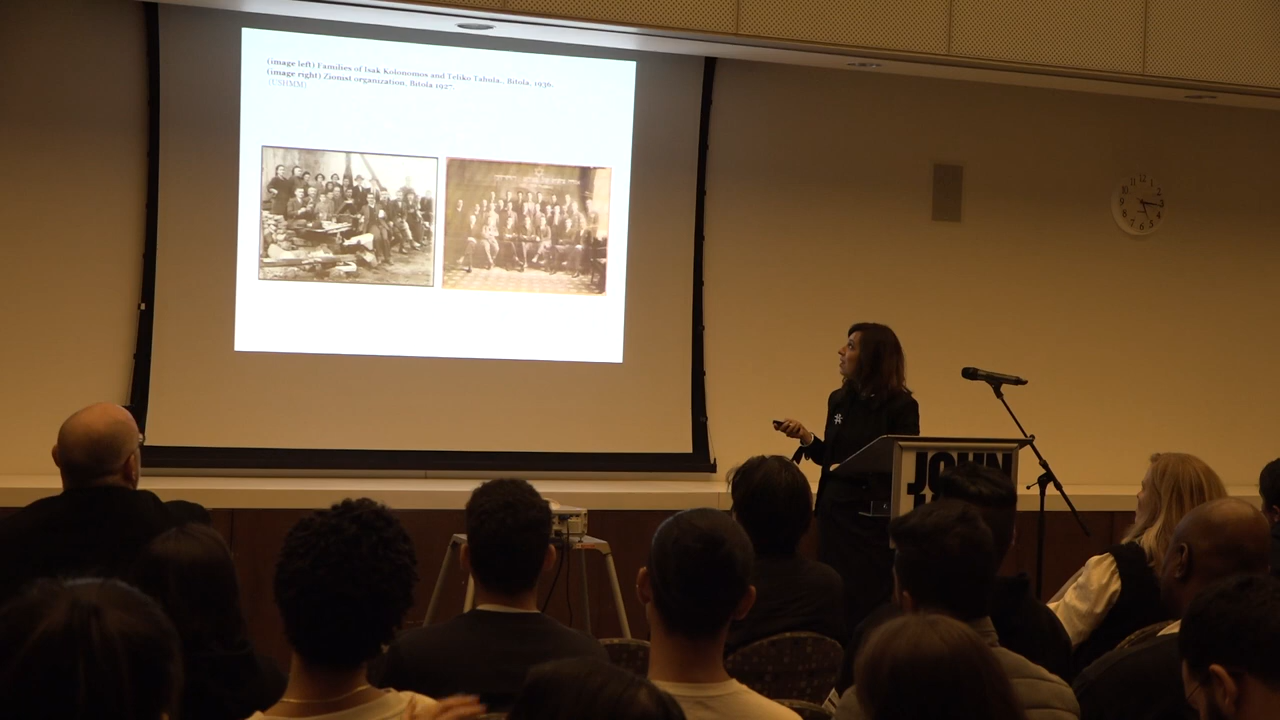 (image left) Families of Isak Kolonomos and Teliko Tabula., Bitola, 1936.
(image right) Zionist organization, Bitola 1927.
(USHMM)
JOHN